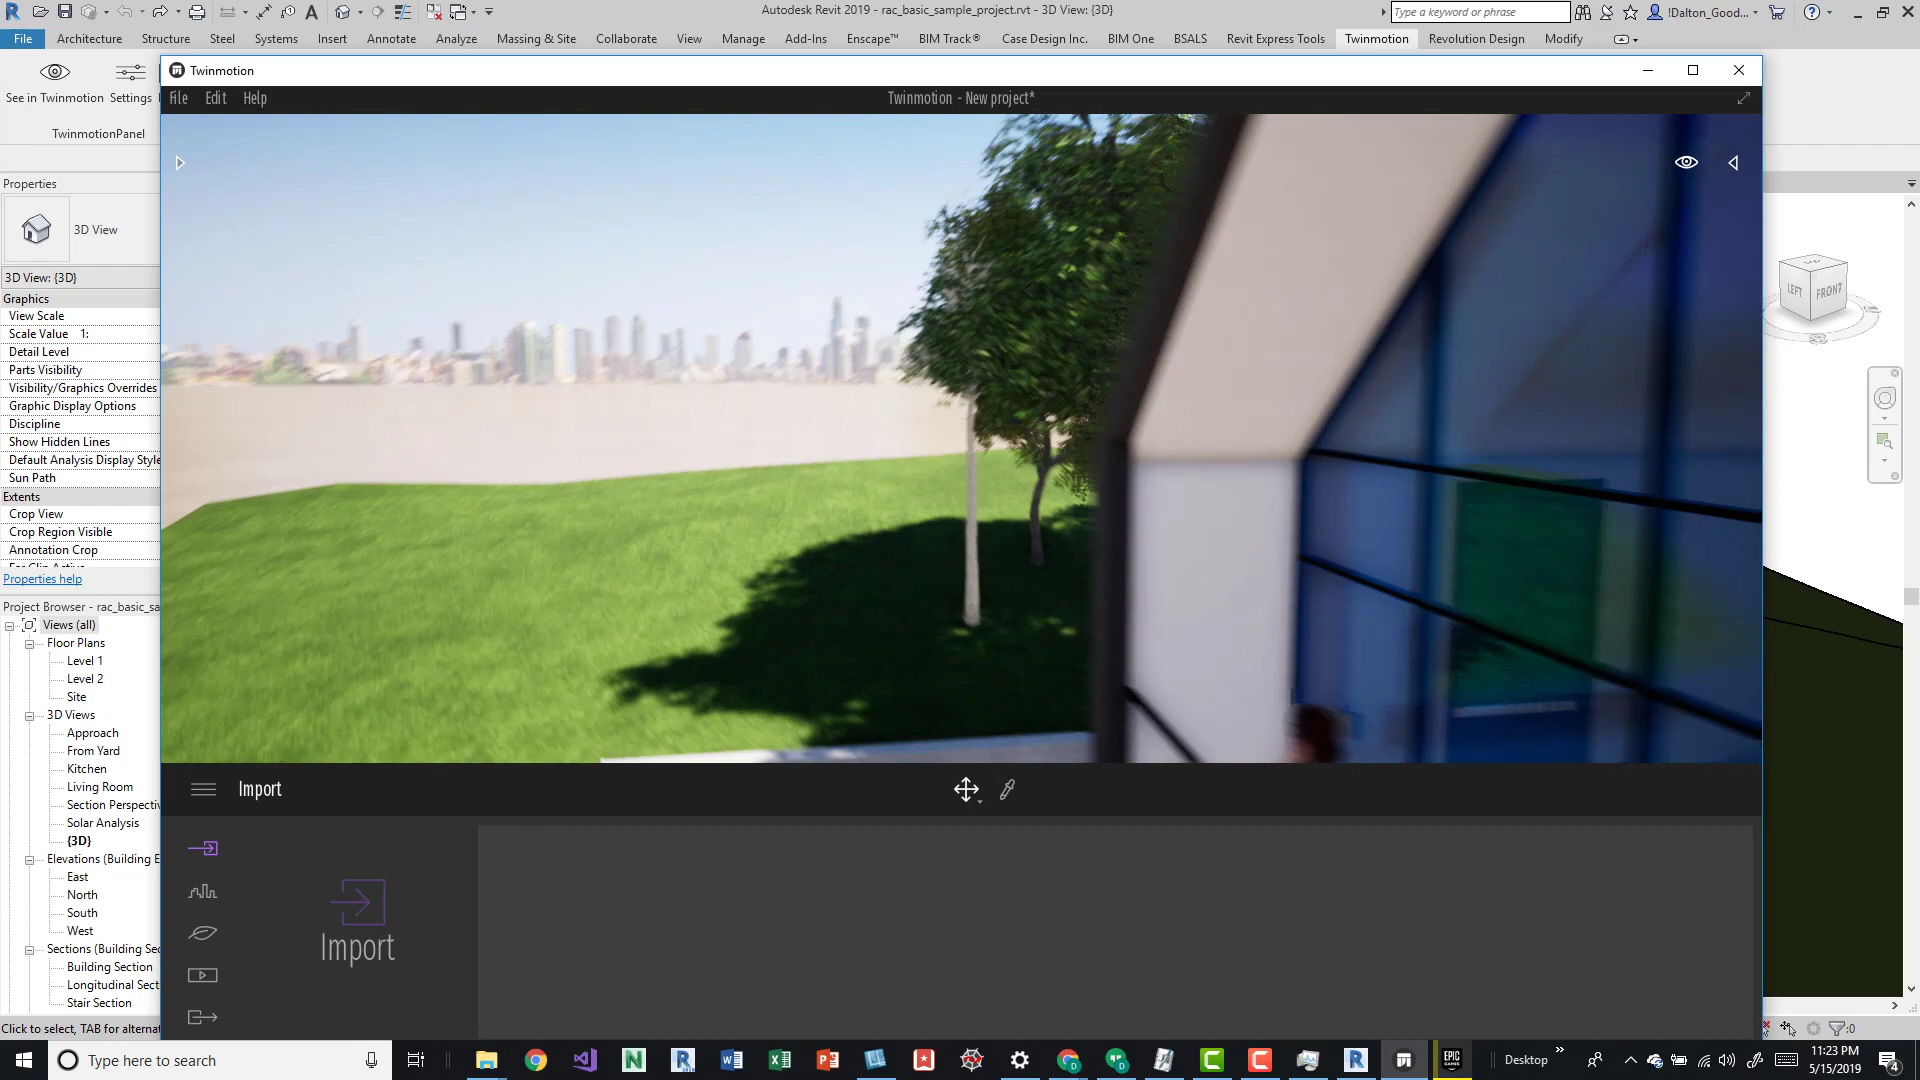 Autodesk Revit 2019 - rac_basic_sample_project.rvt - 3D View: {3D}
Type a keyword or phrase
!Dalton_Good...
File Architecture Structure Steel Systems Insert Annotate Analyze Massing & Site Collaborate View Manage Add-Ins Enscape™ BIM Track® Case Design Inc. BIM One BSALS Revit Express Tools Twinmotion Revolution Design Modify
Twinmotion
See in Twinmotion Settings
File Edit Help
Twinmotion - New project*
TwinmotionPanel
Properties
3D View
3D View: {3D}
Graphics
View Scale
Scale Value 1:
Detail Level
Parts Visibility
Visibility/Graphics Overrides
Graphic Display Options
Discipline
Show Hidden Lines
Default Analysis Display Style
Sun Path
Extents
Crop View
Crop Region Visible
Annotation Crop
Properties help
LEFT FRONT
Project Browser - rac_basic_sa
Views (all)
Floor Plans
Level 1
Level 2
Site
3D Views
Approach
From Yard
Kitchen
Living Room
Section Perspectiv
Solar Analysis
{3D}
Elevations (Building E
East
North
South
West
Sections (Building Sec
Building Section
Longitudinal Sect
Stair Section
Import
Import
Click to select, TAB for alternat
:0
Type here to search
EPIC
GAMES
Desktop
11:23 PM
5/15/2019
4